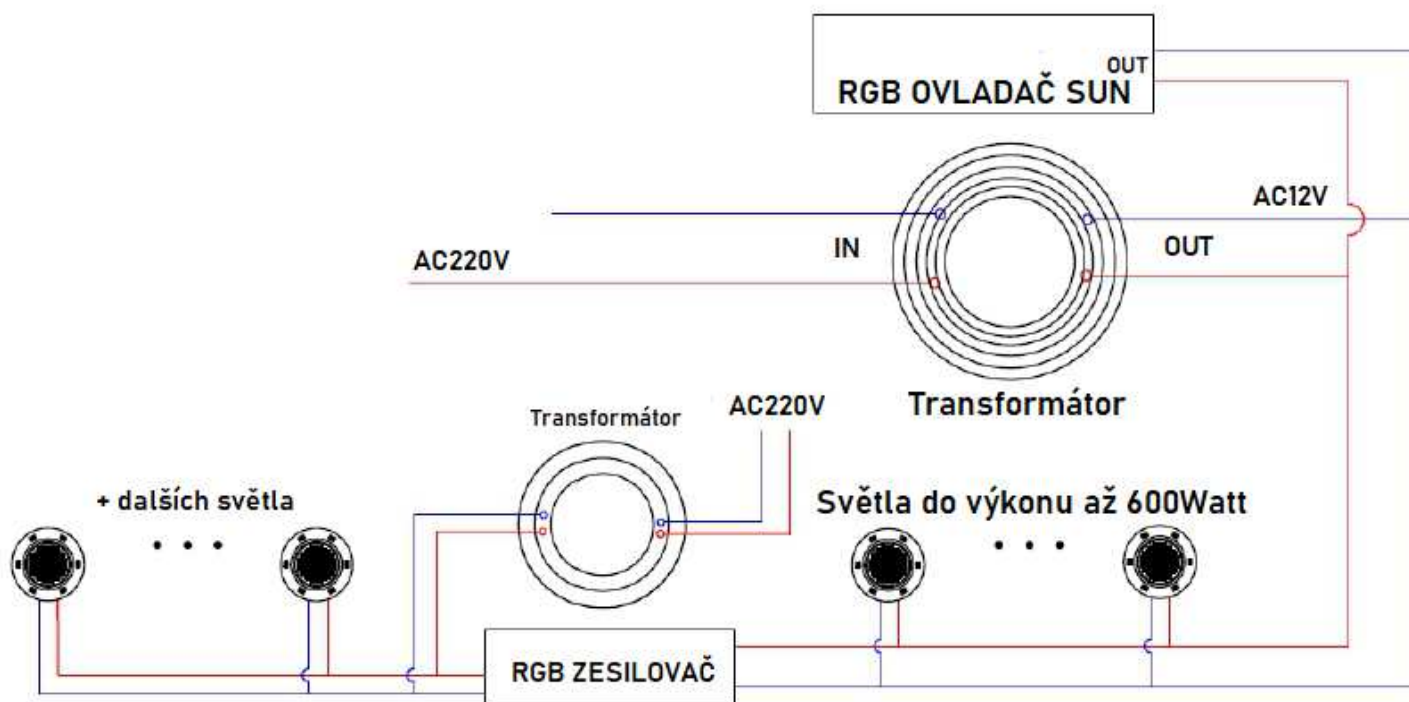 OUT
RGB OVLADAČ SUN
AC12V
IN
OUT
AC220V
Transformátor
AC220V
Transformátor
+ dalších světla
Světla do výkonu až 600Watt
RGB ZESILOVAČ